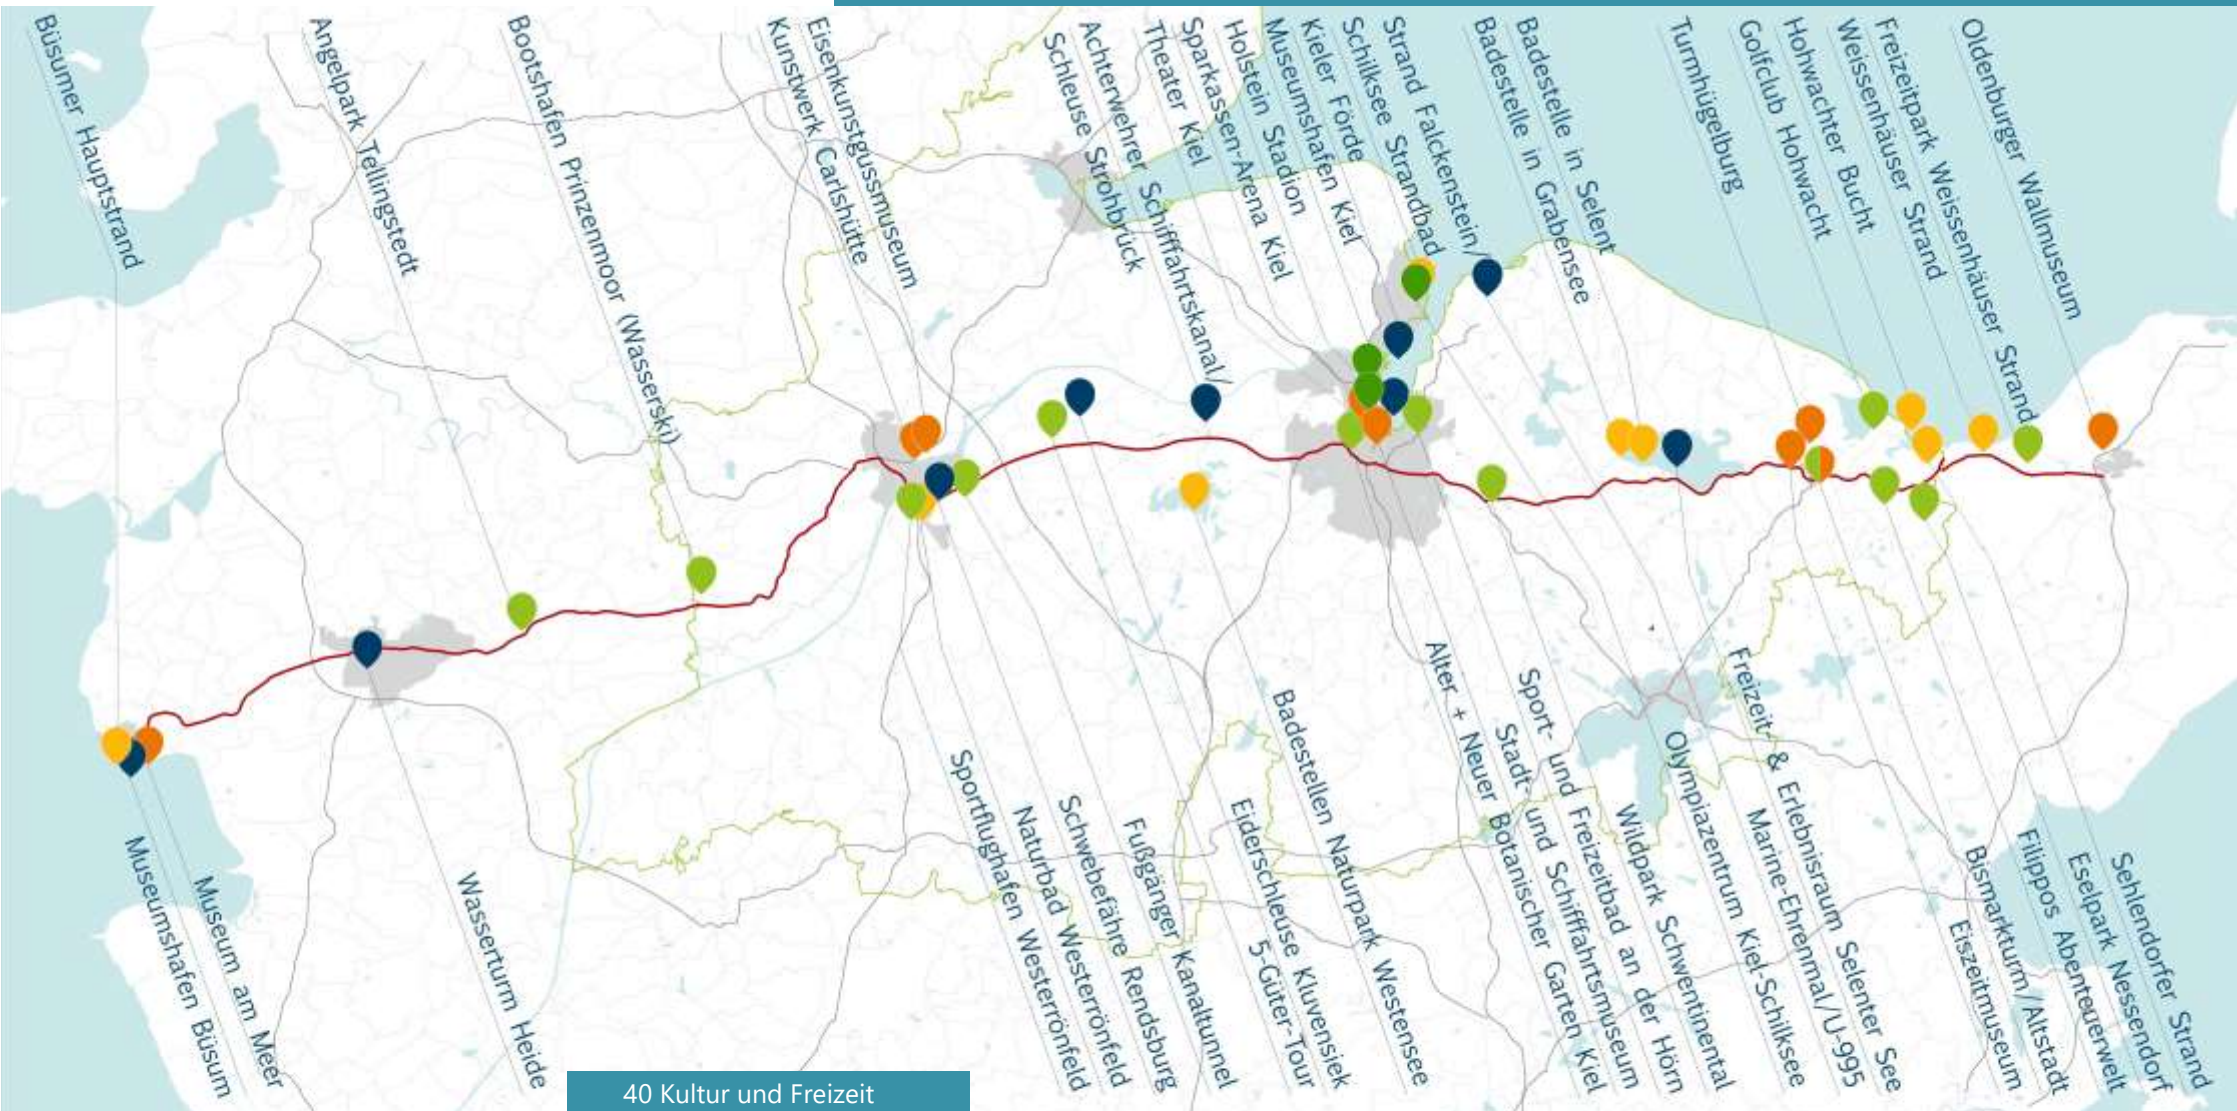 Büsumer Hauptstrand
Angelpark Tellingstedt
Bootshafen Prinzenmoor (Wasserski)
Kunstwerk Carlshütte
Eisenkunstgussmuseum
Schleuse Strohbrück
Achterwehrer Schifffahrtskanal/
Theater Kiel
Sparkassen-Arena Kiel
Holstein Stadion
Museumshafen Kiel
Kieler Förde
Schilksee Strandbad
Strand Falckenstein/
Badestelle in Grabensee
Badestelle in Selent
Turmhügelburg
Golfclub Hohwacht
Hohwachter Bucht
Weissenhäuser Strand
Freizeitpark Weissenhäuser Strand
Oldenburger Wallmuseum
Museumshafen Büsum
Museum am Meer
Wasserturm Heide
Sportflughafen Westerrönfeld
Naturbad Westerrönfeld
Schwebefähre Rendsburg
Fußgänger Kanaltunnel
5-Güter-Tour
Eiderschleuse Kluvensiek
Badestellen Naturpark Westensee
Alter + Neuer Botanischer Garten Kiel
Stadt- und Schifffahrtsmuseum
Sport- und Freizeitbad an der Hörn
Wildpark Schwentinental
Olympiazentrum Kiel-Schilksee
Marine-Ehrenmal/U-995
Freizeit- & Erlebnisraum Selenter See
Eiszeitmuseum
Bismarkturm/Altstadt
Filippos Abenteuerwelt
Eselpark Nessendorf
Sehlendorfer Strand
40 Kultur und Freizeit